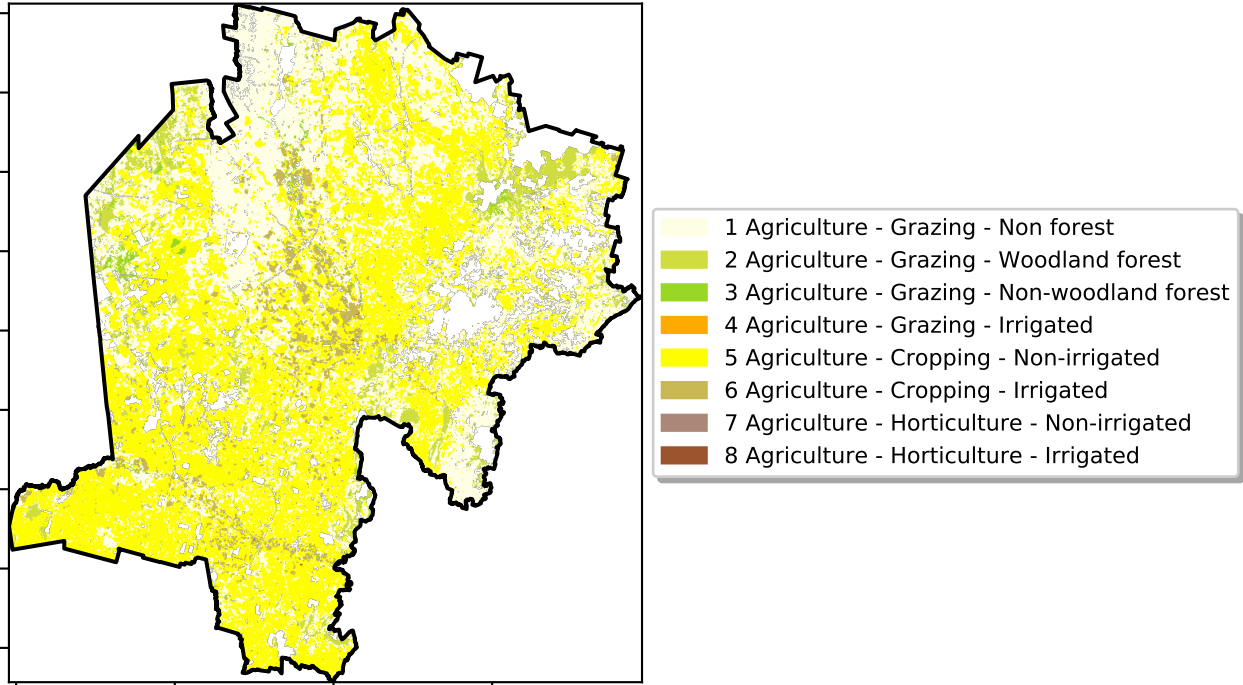 1 Agriculture - Grazing - Non forest
2 Agriculture - Grazing - Woodland forest
3 Agriculture - Grazing - Non-woodland forest
4 Agriculture - Grazing - Irrigated
5 Agriculture - Cropping - Non-irrigated
6 Agriculture - Cropping - Irrigated
7 Agriculture - Horticulture - Non-irrigated
8 Agriculture - Horticulture - Irrigated